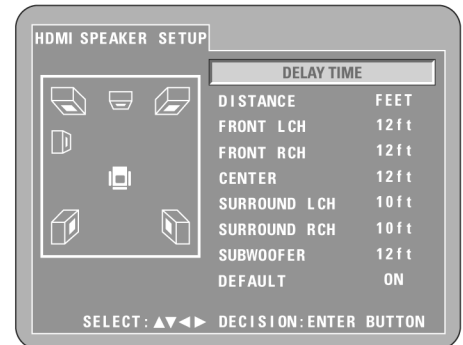 HDMI SPEAKER SETUP
DELAY TIME
DISTANCE FEET
FRONT LCH 12ft
FRONT RCH 12ft
CENTER 12ft
SURROUND LCH 10ft
SURROUND RCH 10ft
SUBWOOFER 12ft
DEFAULT ON
SELECT:▲▼◀▶ DECISION:ENTER BUTTON